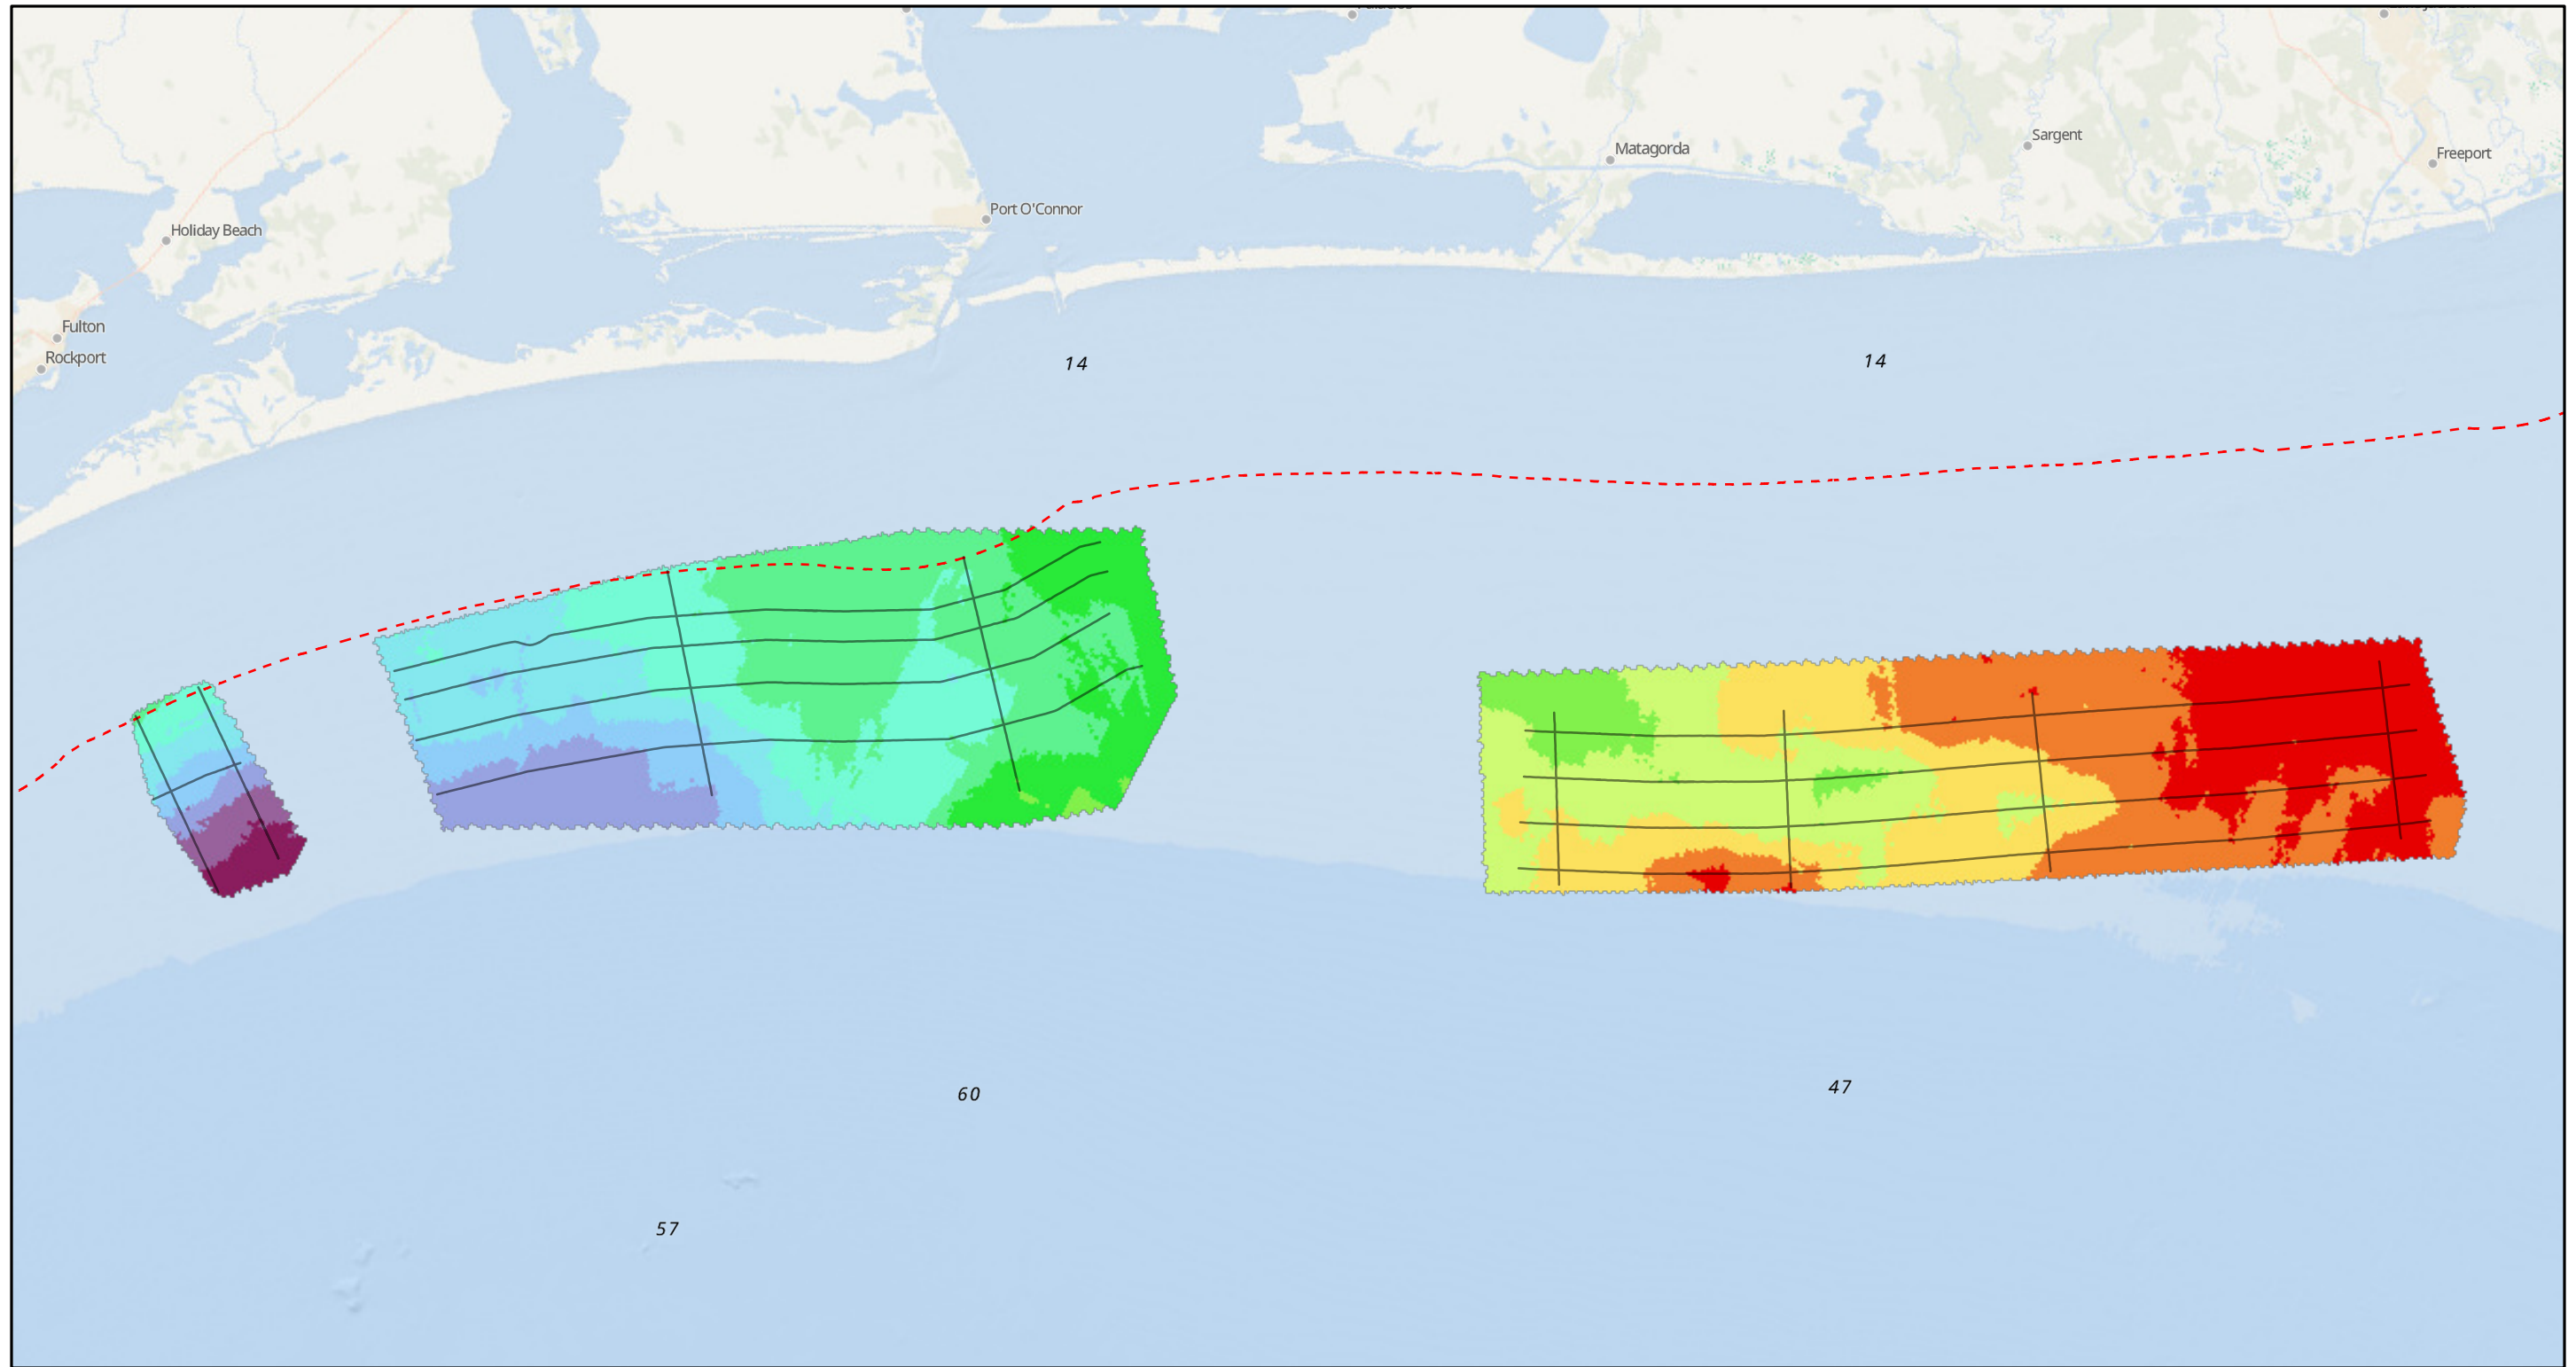 Matagorda
Sargent
Freeport
Port O'Connor
Holiday Beach
Fulton
Rockport
14
14
60
47
57